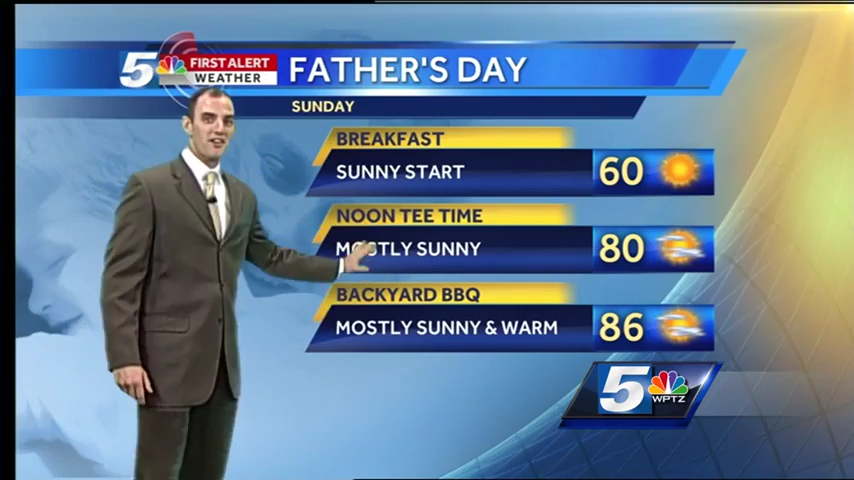 5 FIRST ALERT
WEATHER
FATHER'S DAY
SUNDAY
BREAKFAST
SUNNY START 60
NOON TEE TIME
MOSTLY SUNNY 80
BACKYARD BBQ
MOSTLY SUNNY & WARM 86
5 WPTZ